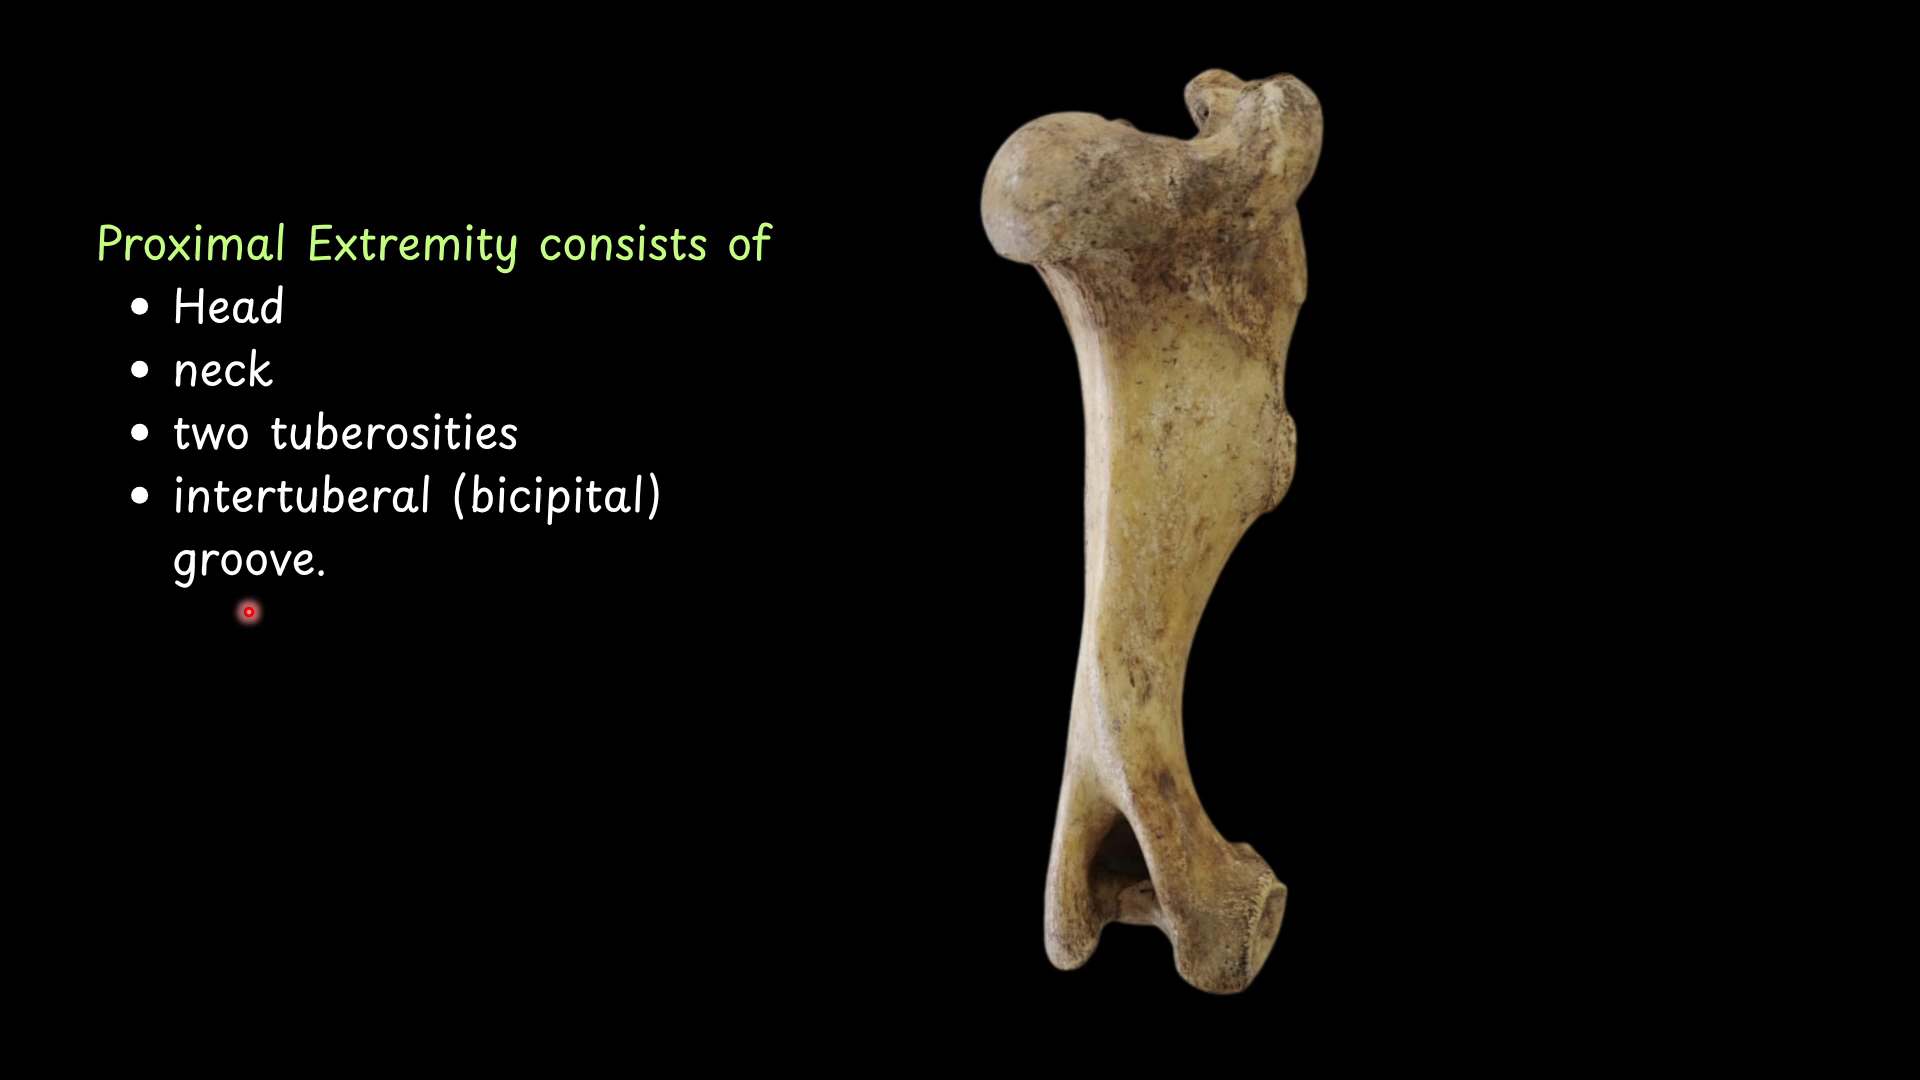 Proximal Extremity consists of
• Head
• neck
• two tuberosities
• intertuberal (bicipital)
groove.